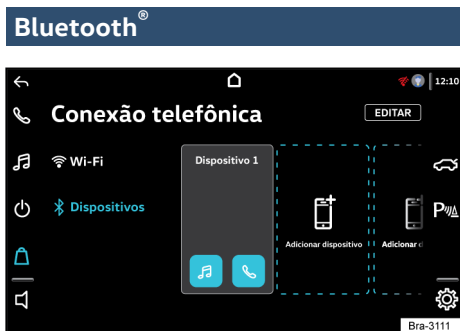 Bluetooth®
12:10
Conexão telefônica
EDITAR
Wi-Fi
Dispositivos
Dispositivo 1
Adicionar dispositivo
Adicionar d
P
Bra-3111